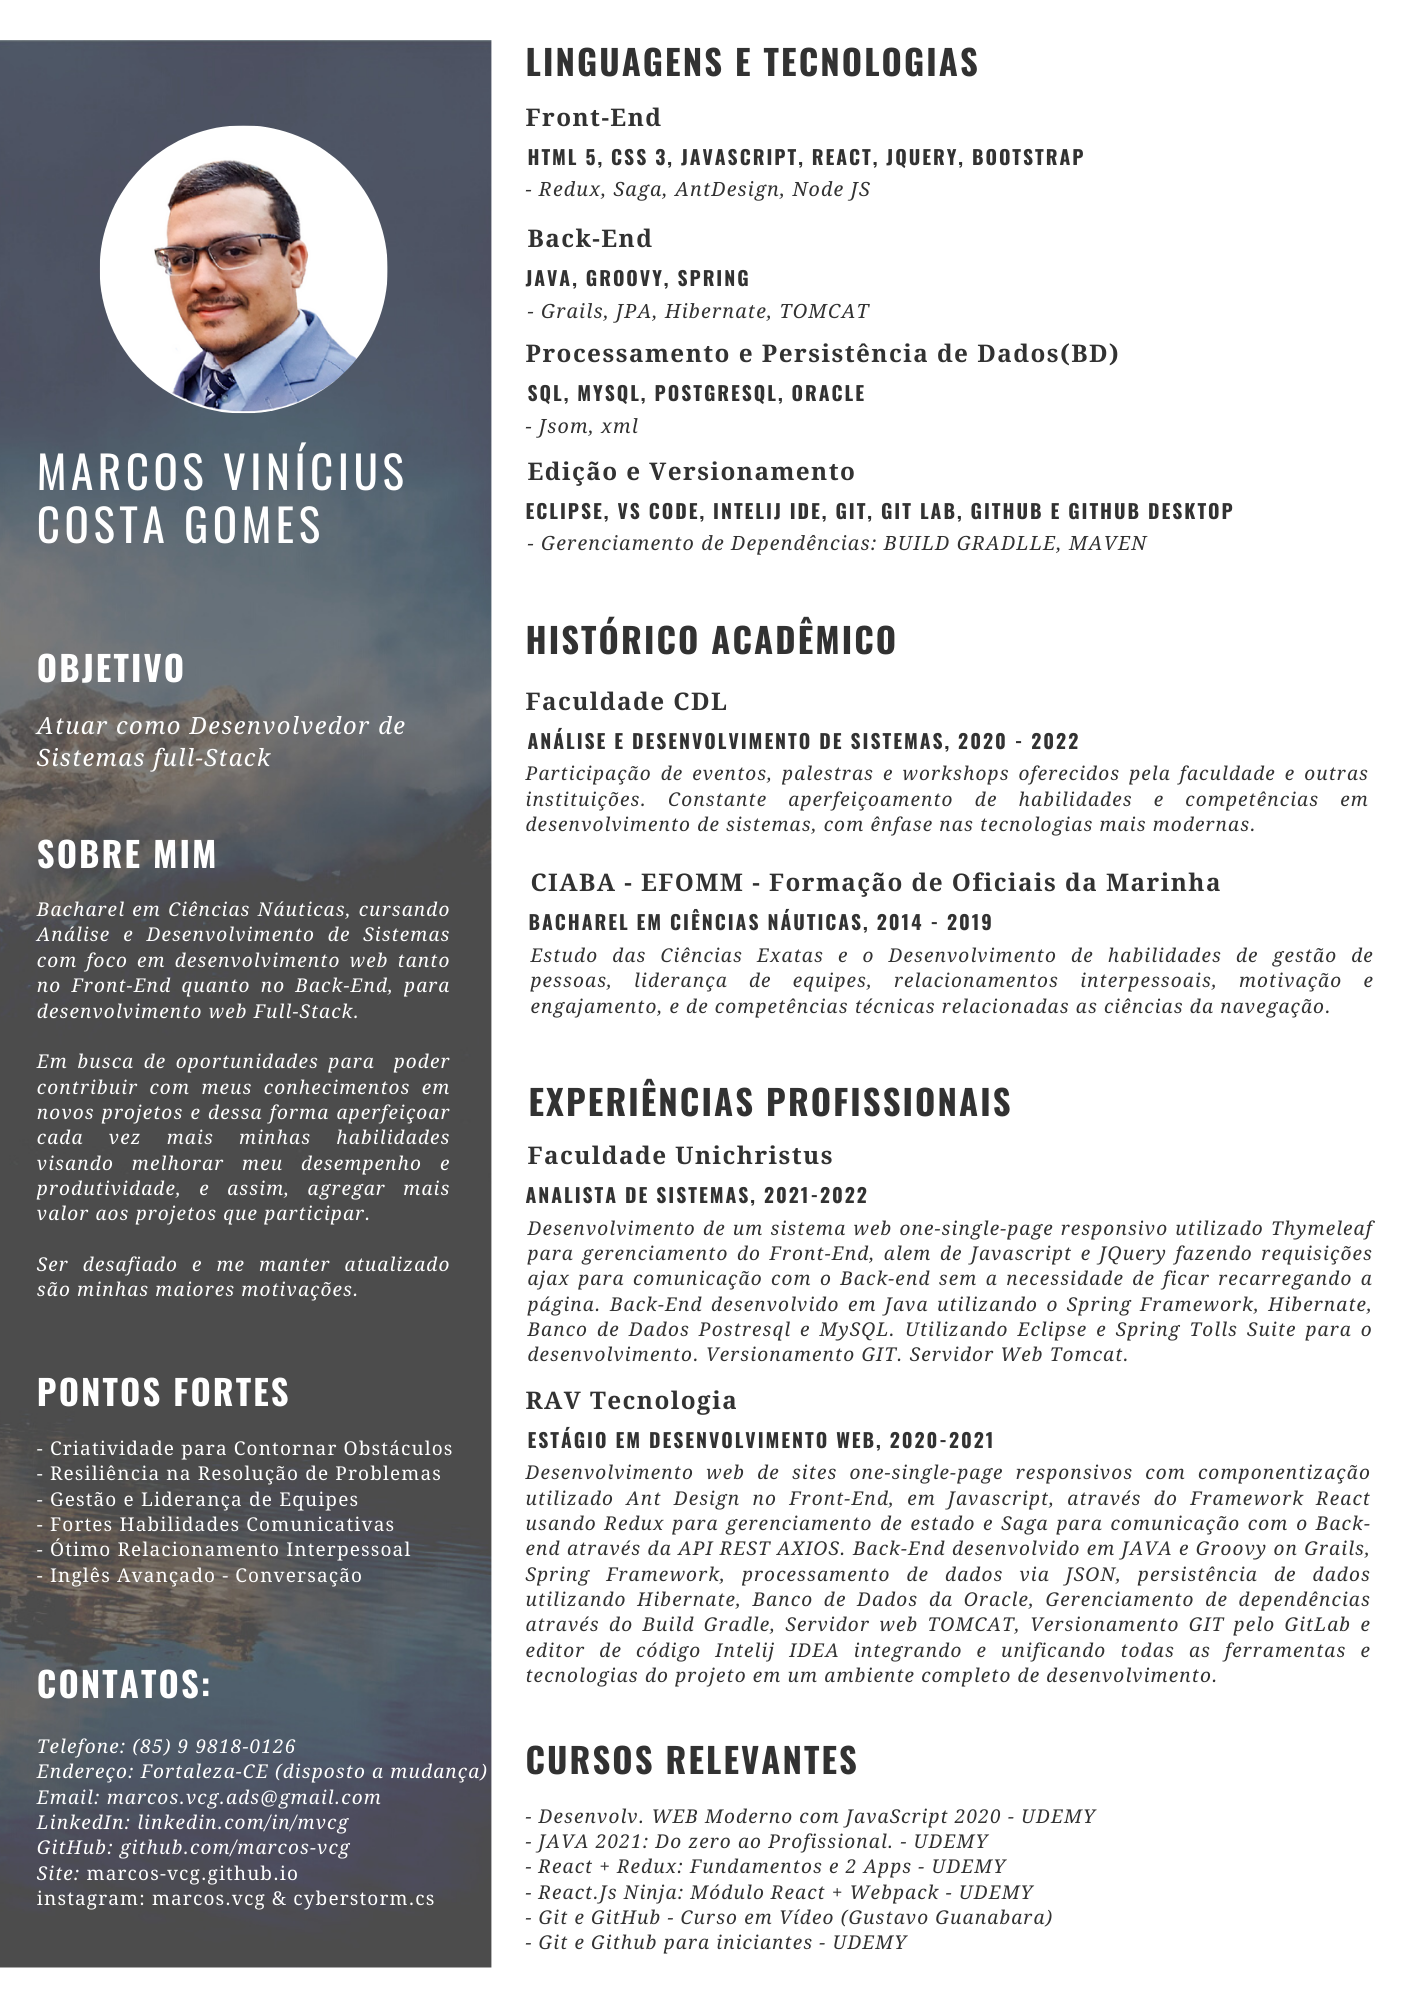 MARCOS VINÍCIUS
COSTA GOMES
OBJETIVO
Atuar como Desenvolvedor de
Sistemas full-Stack
SOBRE MIM
Bacharel em Ciências Náuticas, cursando
Análise e Desenvolvimento de Sistemas
com foco em desenvolvimento web tanto
no Front-End quanto no Back-End, para
desenvolvimento web Full-Stack.
Em busca de oportunidades para poder
contribuir com meus conhecimentos em
novos projetos e dessa forma aperfeiçoar
cada vez mais minhas habilidades
visando melhorar meu desempenho e
produtividade, e assim, agregar mais
valor aos projetos que participar.
Ser desafiado e me manter atualizado
são minhas maiores motivações.
PONTOS FORTES
- Criatividade para Contornar Obstáculos
- Resiliência na Resolução de Problemas
- Gestão e Liderança de Equipes
- Fortes Habilidades Comunicativas
- Ótimo Relacionamento Interpessoal
- Inglês Avançado - Conversação
CONTATOS:
Telefone: (85) 9 9818-0126
Endereço: Fortaleza-CE (disposto a mudança)
Email: marcos.vcg.ads@gmail.com
LinkedIn: linkedin.com/in/mvcg
GitHub: github.com/marcos-vcg
Site: marcos-vcg.github.io
instagram: marcos.vcg & cyberstorm.cs
LINGUAGENS E TECNOLOGIAS
Front-End
HTML 5, CSS 3, JAVASCRIPT, REACT, JQUERY, BOOTSTRAP
- Redux, Saga, AntDesign, Node JS
Back-End
JAVA, GROOVY, SPRING
- Grails, JPA, Hibernate, TOMCAT
Processamento e Persistência de Dados(BD)
SQL, MYSQL, POSTGRESQL, ORACLE
- Jsom, xml
Edição e Versionamento
ECLIPSE, VS CODE, INTELIJ IDE, GIT, GIT LAB, GITHUB E GITHUB DESKTOP
- Gerenciamento de Dependências: BUILD GRADLLE, MAVEN
HISTÓRICO ACADÊMICO
Faculdade CDL
ANÁLISE E DESENVOLVIMENTO DE SISTEMAS, 2020 - 2022
Participação de eventos, palestras e workshops oferecidos pela faculdade e outras
instituições. Constante aperfeiçoamento de habilidades e competências em
desenvolvimento de sistemas, com ênfase nas tecnologias mais modernas.
CIABA - EFOMM - Formação de Oficiais da Marinha
BACHAREL EM CIÊNCIAS NÁUTICAS, 2014 - 2019
Estudo das Ciências Exatas e o Desenvolvimento de habilidades de gestão de
pessoas, liderança de equipes, relacionamentos interpessoais, motivação e
engajamento, e de competências técnicas relacionadas as ciências da navegação.
EXPERIÊNCIAS PROFISSIONAIS
Faculdade Unichristus
ANALISTA DE SISTEMAS, 2021-2022
Desenvolvimento de um sistema web one-single-page responsivo utilizado Thymeleaf
para gerenciamento do Front-End, alem de Javascript e JQuery fazendo requisições
ajax para comunicação com o Back-end sem a necessidade de ficar recarregando a
página. Back-End desenvolvido em Java utilizando o Spring Framework, Hibernate,
Banco de Dados Postresql e MySQL. Utilizando Eclipse e Spring Tolls Suite para o
desenvolvimento. Versionamento GIT. Servidor Web Tomcat.
RAV Tecnologia
ESTÁGIO EM DESENVOLVIMENTO WEB, 2020-2021
Desenvolvimento web de sites one-single-page responsivos com componentização
utilizado Ant Design no Front-End, em Javascript, através do Framework React
usando Redux para gerenciamento de estado e Saga para comunicação com o Back-
end através da API REST AXIOS. Back-End desenvolvido em JAVA e Groovy on Grails,
Spring Framework, processamento de dados via JSON, persistência de dados
utilizando Hibernate, Banco de Dados da Oracle, Gerenciamento de dependências
através do Build Gradle, Servidor web TOMCAT, Versionamento GIT pelo GitLab e
editor de código Intelij IDEA integrando e unificando todas as ferramentas e
tecnologias do projeto em um ambiente completo de desenvolvimento.
CURSOS RELEVANTES
- Desenvolv. WEB Moderno com JavaScript 2020 - UDEMY
- JAVA 2021: Do zero ao Profissional. - UDEMY
- React + Redux: Fundamentos e 2 Apps - UDEMY
- React.Js Ninja: Módulo React + Webpack - UDEMY
- Git e GitHub - Curso em Vídeo (Gustavo Guanabara)
- Git e Github para iniciantes - UDEMY